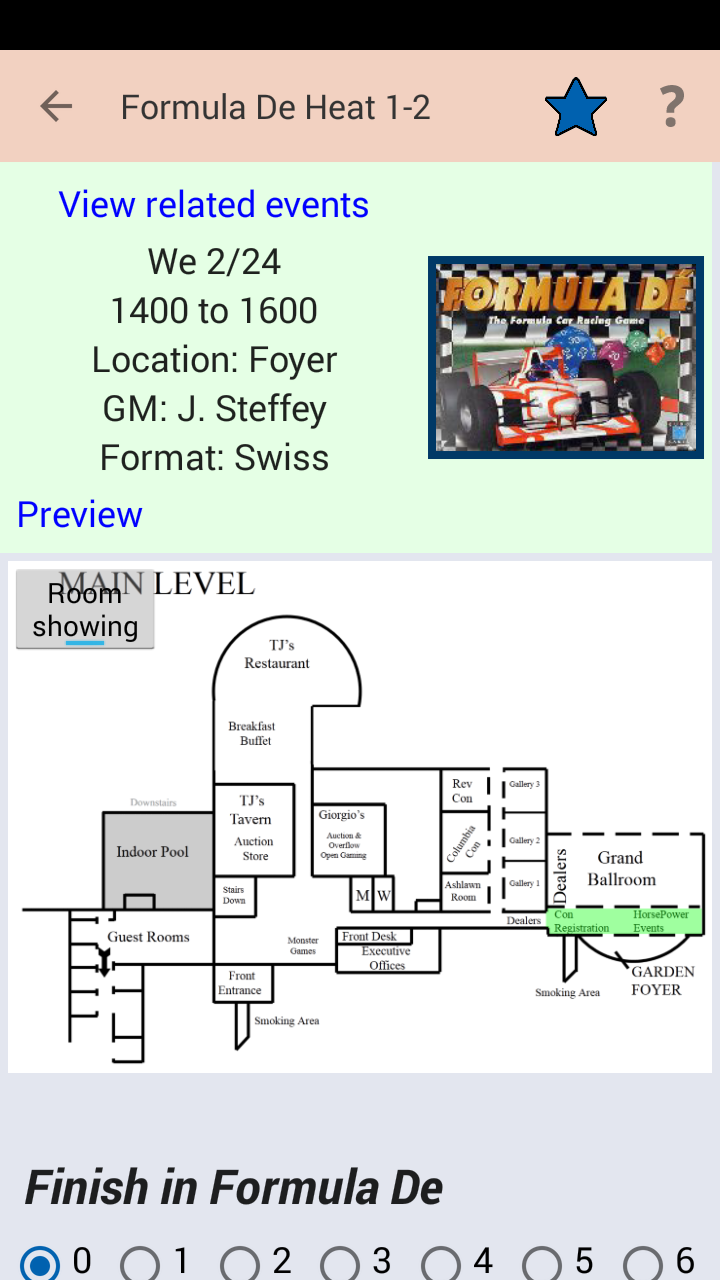 Formula De Heat 1-2
?
View related events
We 2/24
1400 to 1600
Location: Foyer
GM: J. Steffey
Format: Swiss
Preview
FORMULA DÉ
The Formula Car Racing Game
30
20
MAIN LEVEL
Room
showing
TJ's
Restaurant
Breakfast
Buffet
Downstairs
Indoor Pool
TJ's
Tavern
Auction
Store
Giorgio's
Auction &
Overflow
Open Gaming
Rev
Con
Columbia
Con
Ashlawn
Room
Gallery 3
Gallery 2
Gallery 1
Dealers
Grand
Ballroom
Stairs
Down
M W
Dealers
Con
Registration
HorsePower
Events
Guest Rooms
Monster
Games
Front Desk
Executive
Offices
Front
Entrance
Smoking Area
Smoking Area
GARDEN
FOYER
Finish in Formula De
0 1 2 3 4 5 6